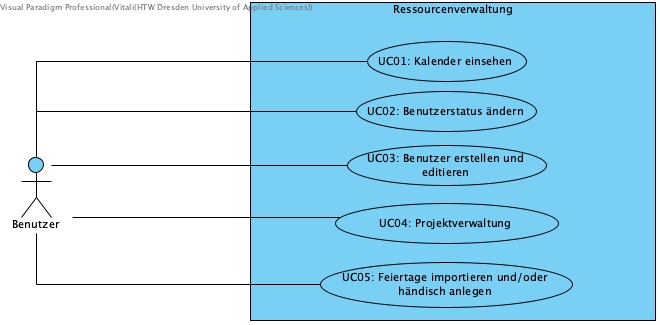 Visual Paradigm Professional(Vitali(HTW Dresden University of Applied Sciences))
Ressourcenverwaltung
UC01: Kalender einsehen
UC02: Benutzerstatus ändern
UC03: Benutzer erstellen und
editieren
Benutzer
UC04: Projektverwaltung
UC05: Feiertage importieren und/oder
händisch anlegen